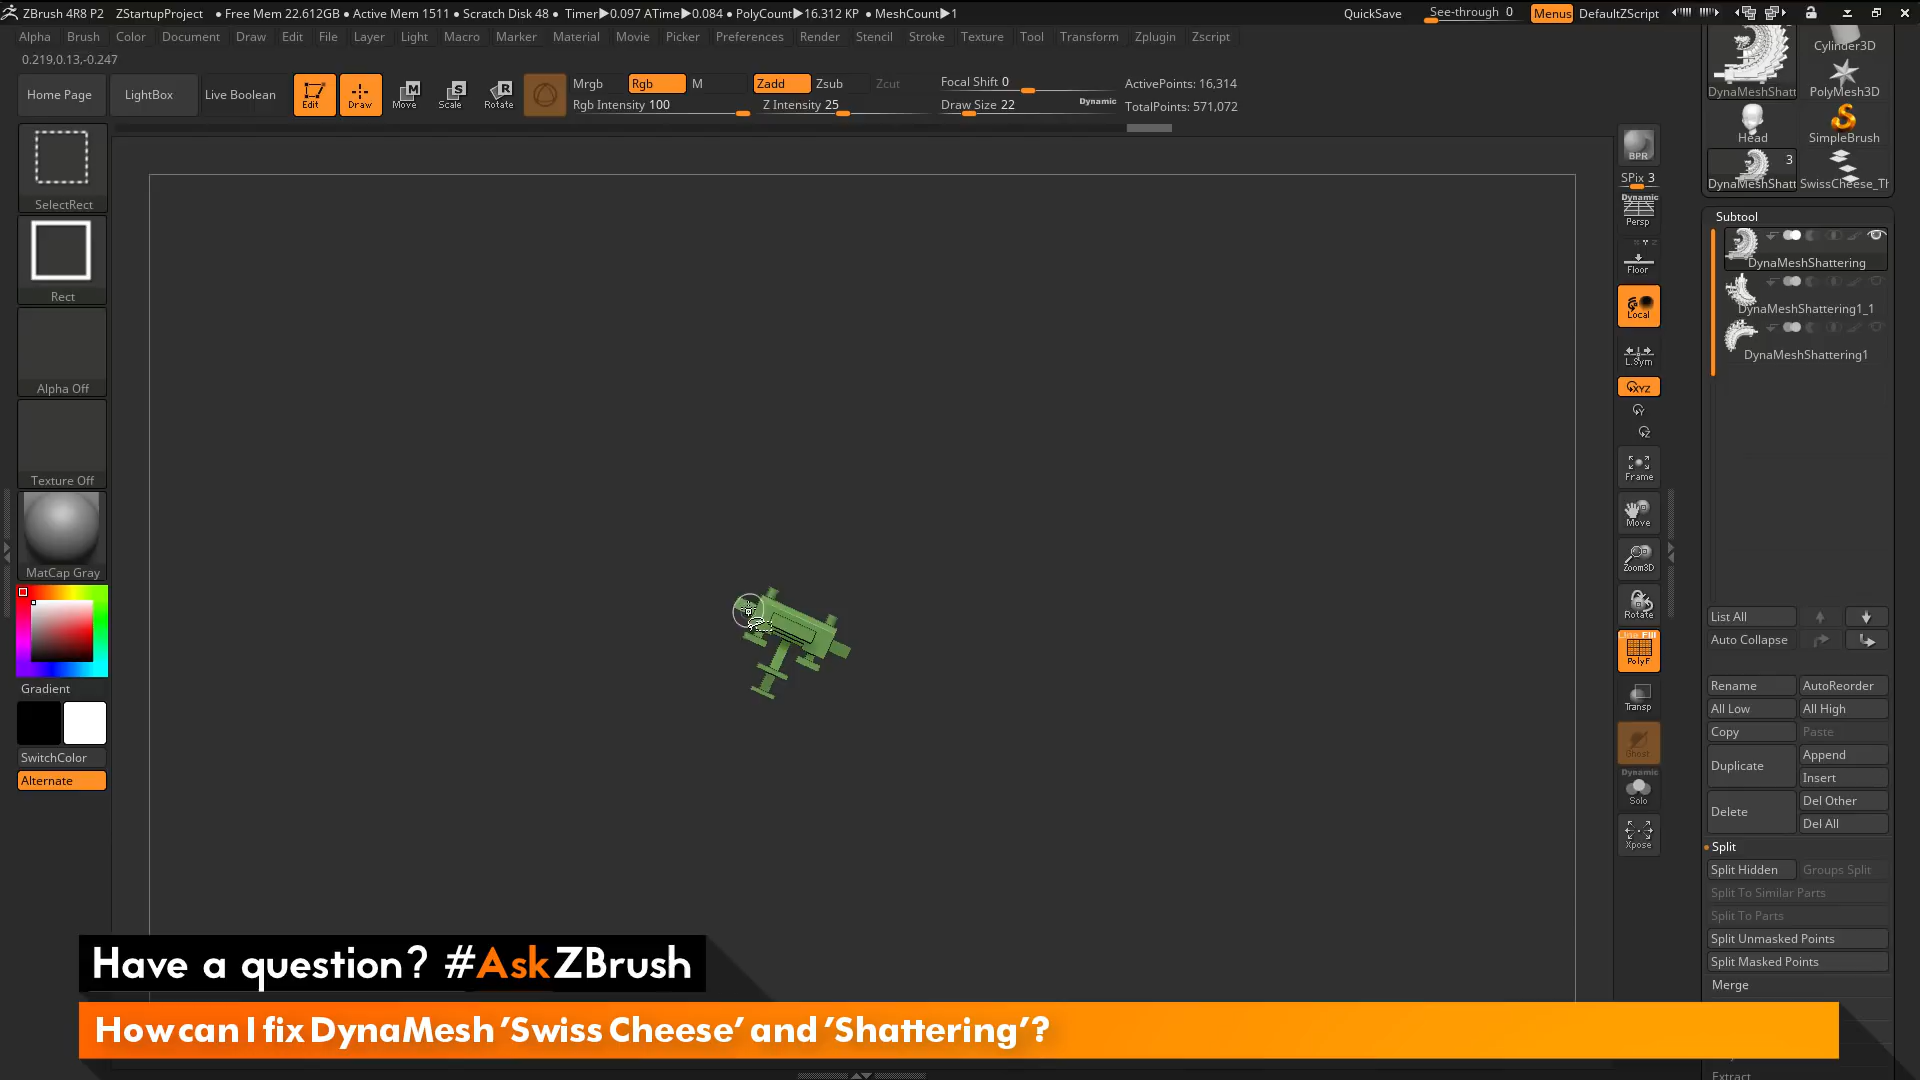 ZBrush 4R8 P2 ZStartupProject • Free Mem 22.612GB • Active Mem 1511 • Scratch Disk 48 • Timer▶0.097 ATime▶0.084 • PolyCount▶16.312 KP • MeshCount▶1 QuickSave See-through 0 Menus DefaultZScript
Alpha Brush Color Document Draw Edit File Layer Light Macro Marker Material Movie Picker Preferences Render Stencil Stroke Texture Tool Transform Zplugin Zscript
0.219,0.13,-0.247
Home Page LightBox Live Boolean Edit Draw Move Scale Rotate
Mrgb Rgb M Zadd Zsub Zcut Focal Shift 0 ActivePoints: 16,314
Rgb Intensity 100 Z Intensity 25 Draw Size 22 Dynamic TotalPoints: 571,072
SelectRect
Rect
Alpha Off
Texture Off
MatCap Gray
Gradient
SwitchColor
Alternate
BPR
SPix 3
Dynamic
Persp
Floor
Local
L.Sym
XYZ
Y
Z
Frame
Move
Zoom3D
Rotate
Line Fill
PolyF
Transp
Ghost
Dynamic
Solo
Xpose
Cylinder3D
DynaMeshShatt PolyMesh3D
Head SimpleBrush
3
DynaMeshShatt SwissCheese_Th
Subtool
DynaMeshShattering
DynaMeshShattering1_1
DynaMeshShattering1
List All
Auto Collapse
Rename AutoReorder
All Low All High
Copy Paste
Duplicate Append
Insert
Delete Del Other
Del All
Split
Split Hidden Groups Split
Split To Similar Parts
Split To Parts
Split Unmasked Points
Split Masked Points
Merge
Extract
Have a question? #AskZBrush
How can I fix DynaMesh 'Swiss Cheese' and 'Shattering'?